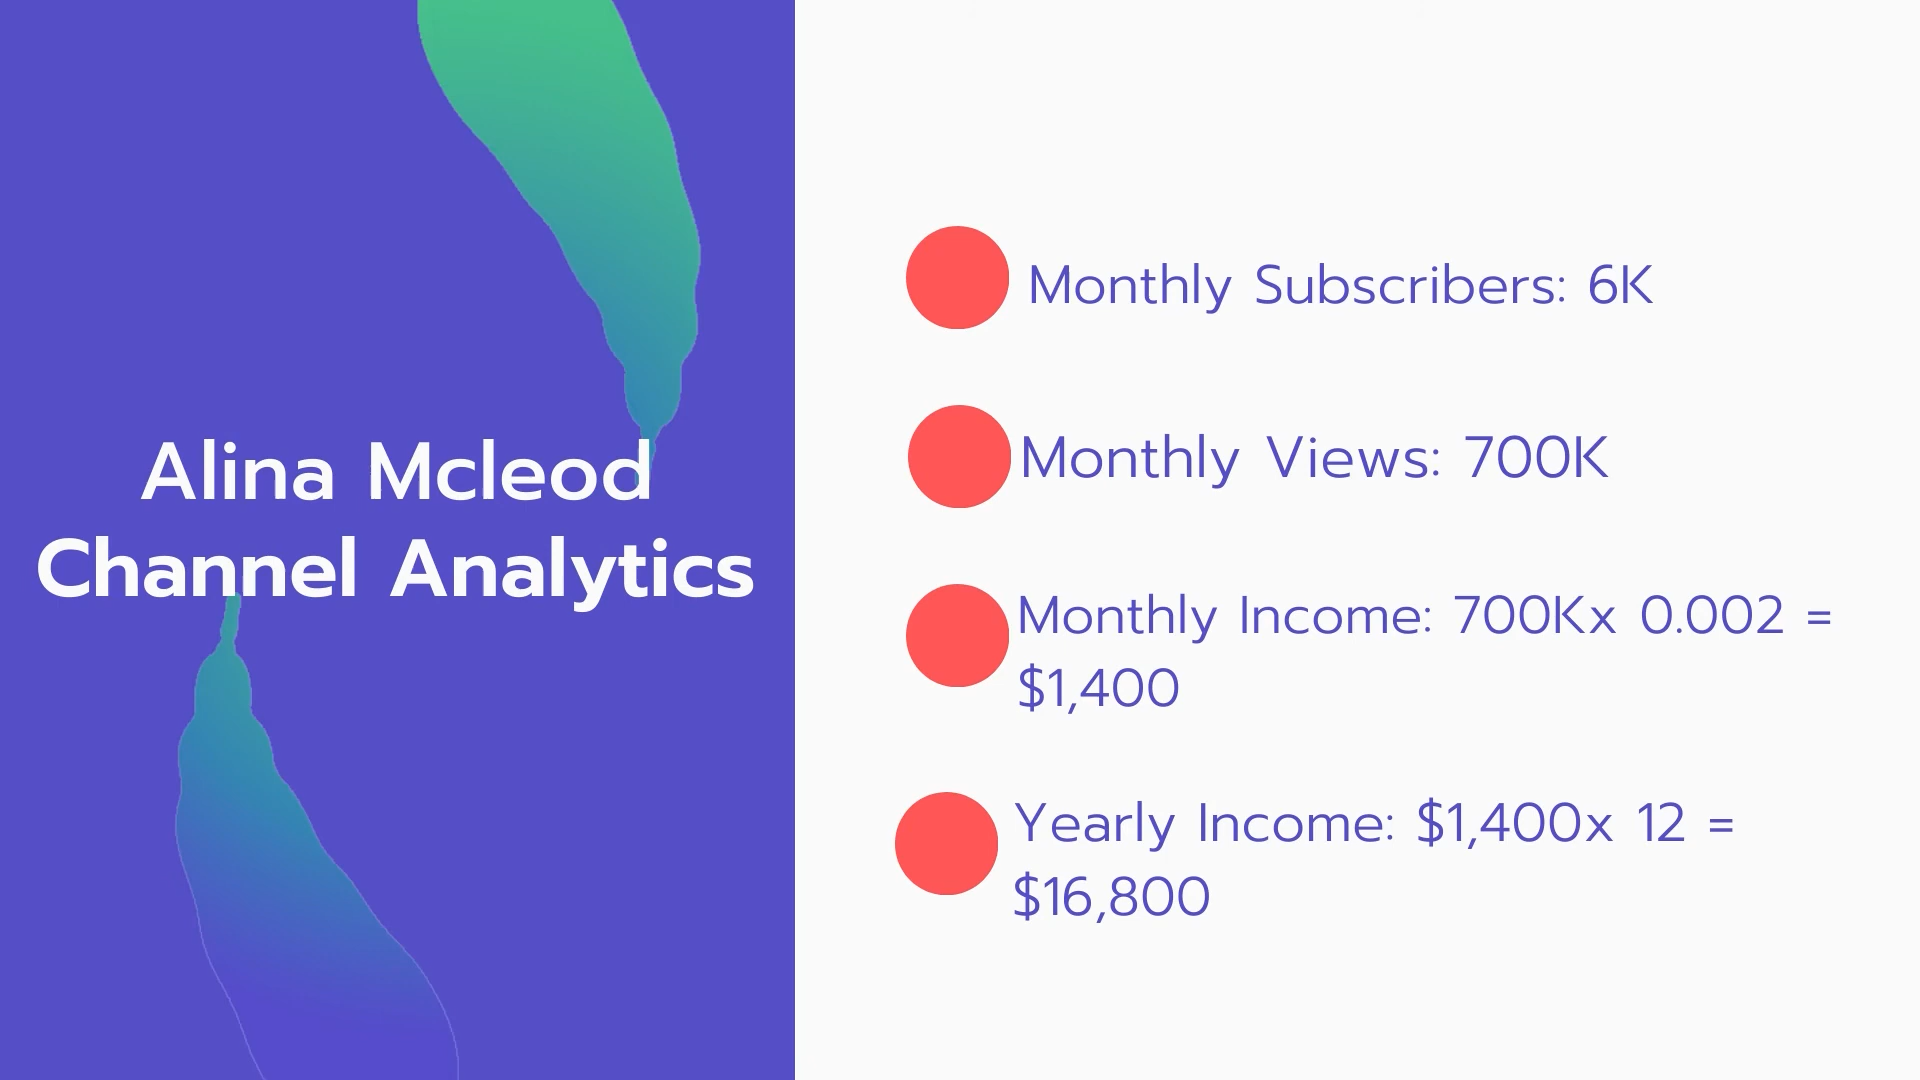 Alina Mcleod
Channel Analytics
Monthly Subscribers: 6K
Monthly Views: 700K
Monthly Income: 700Kx 0.002 =
$1,400
Yearly Income: $1,400x 12 =
$16,800